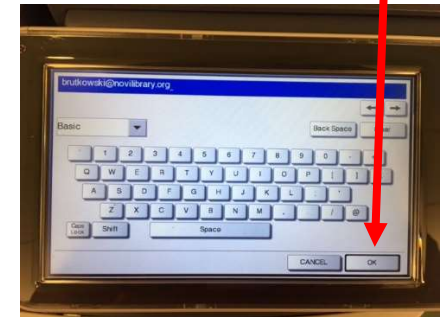 brutkowski@novilibrary.org_
← →
Basic
Back Space
1 2 3 4 5 6 7 8 9 0 -
Q W E R T Y U I O P [ ]
A S D F G H J K L ; '
Z X C V B N M , . / @
Caps Lock Shift Space
CANCEL OK